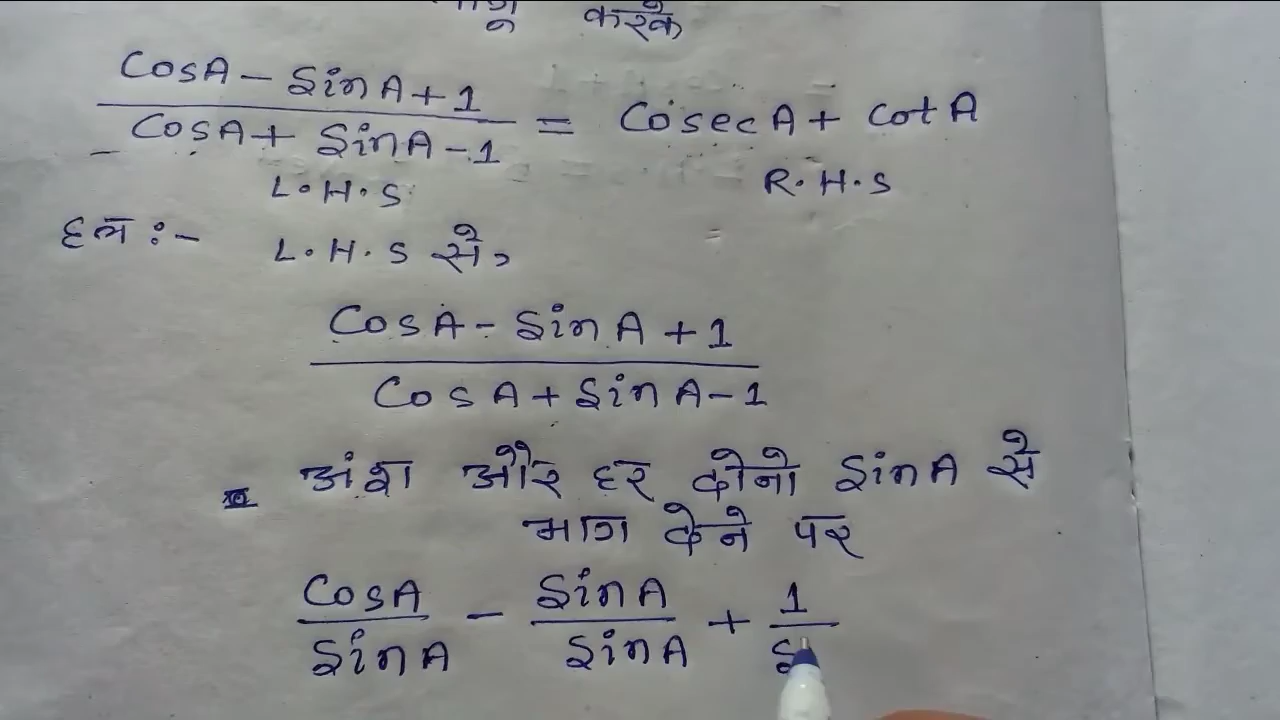 करके
CosA - SinA + 1 / CosA + SinA - 1 = CosecA + CotA
L.H.S R.H.S
हल :-
L.H.S से,
CosA - SinA + 1 / CosA + SinA - 1
अंश और हर दोनो SinA से
भाग देने पर
CosA / SinA - SinA / SinA + 1 / S